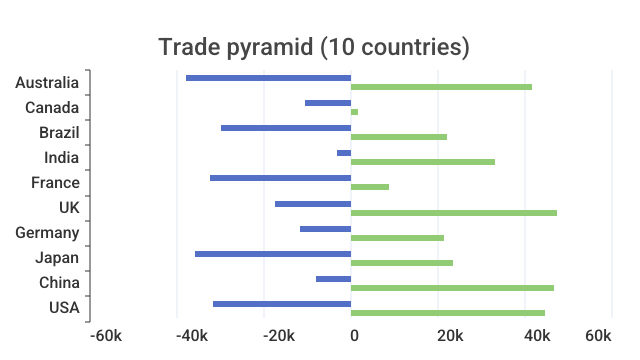 Trade pyramid (10 countries)
Australia
Canada
Brazil
India
France
UK
Germany
Japan
China
USA
-60k -40k -20k 0 20k 40k 60k